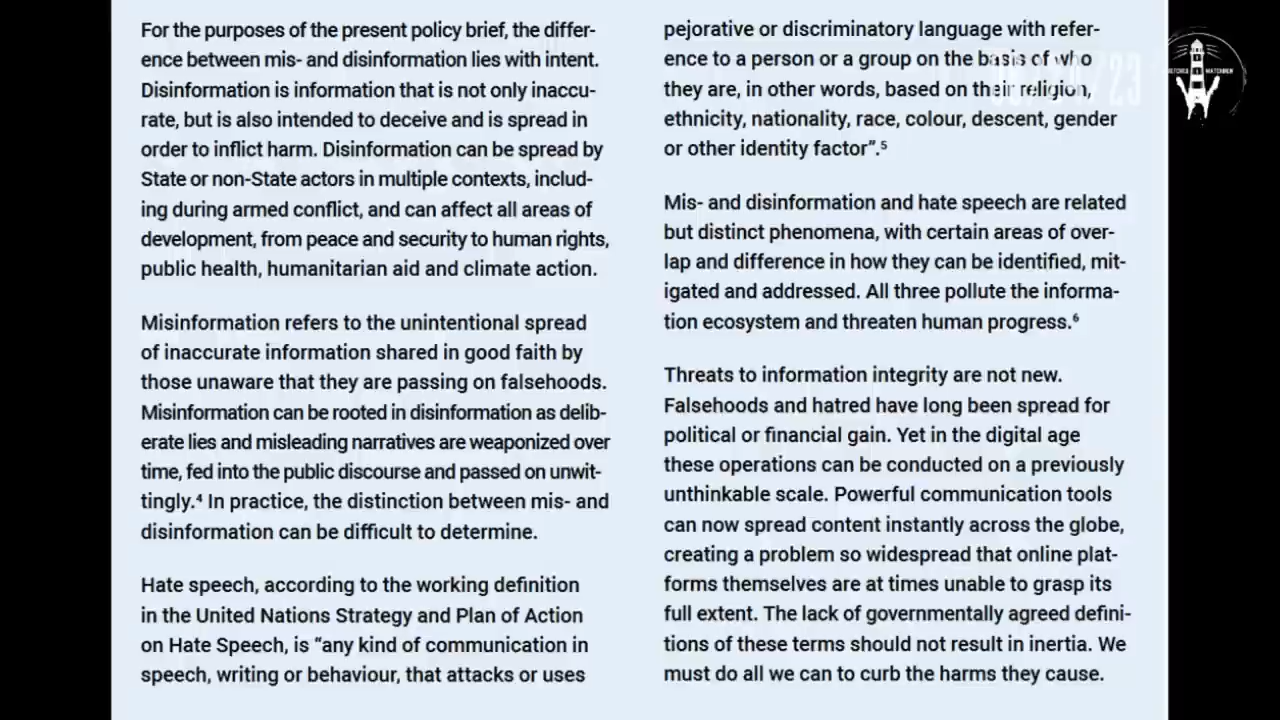 For the purposes of the present policy brief, the differ-
ence between mis- and disinformation lies with intent.
Disinformation is information that is not only inaccu-
rate, but is also intended to deceive and is spread in
order to inflict harm. Disinformation can be spread by
State or non-State actors in multiple contexts, includ-
ing during armed conflict, and can affect all areas of
development, from peace and security to human rights,
public health, humanitarian aid and climate action.
Misinformation refers to the unintentional spread
of inaccurate information shared in good faith by
those unaware that they are passing on falsehoods.
Misinformation can be rooted in disinformation as delib-
erate lies and misleading narratives are weaponized over
time, fed into the public discourse and passed on unwit-
tingly.⁴ In practice, the distinction between mis- and
disinformation can be difficult to determine.
Hate speech, according to the working definition
in the United Nations Strategy and Plan of Action
on Hate Speech, is “any kind of communication in
speech, writing or behaviour, that attacks or uses
pejorative or discriminatory language with refer-
ence to a person or a group on the basis of who
they are, in other words, based on their religion,
ethnicity, nationality, race, colour, descent, gender
or other identity factor”.⁵
Mis- and disinformation and hate speech are related
but distinct phenomena, with certain areas of over-
lap and difference in how they can be identified, mit-
igated and addressed. All three pollute the informa-
tion ecosystem and threaten human progress.⁶
Threats to information integrity are not new.
Falsehoods and hatred have long been spread for
political or financial gain. Yet in the digital age
these operations can be conducted on a previously
unthinkable scale. Powerful communication tools
can now spread content instantly across the globe,
creating a problem so widespread that online plat-
forms themselves are at times unable to grasp its
full extent. The lack of governmentally agreed defini-
tions of these terms should not result in inertia. We
must do all we can to curb the harms they cause.